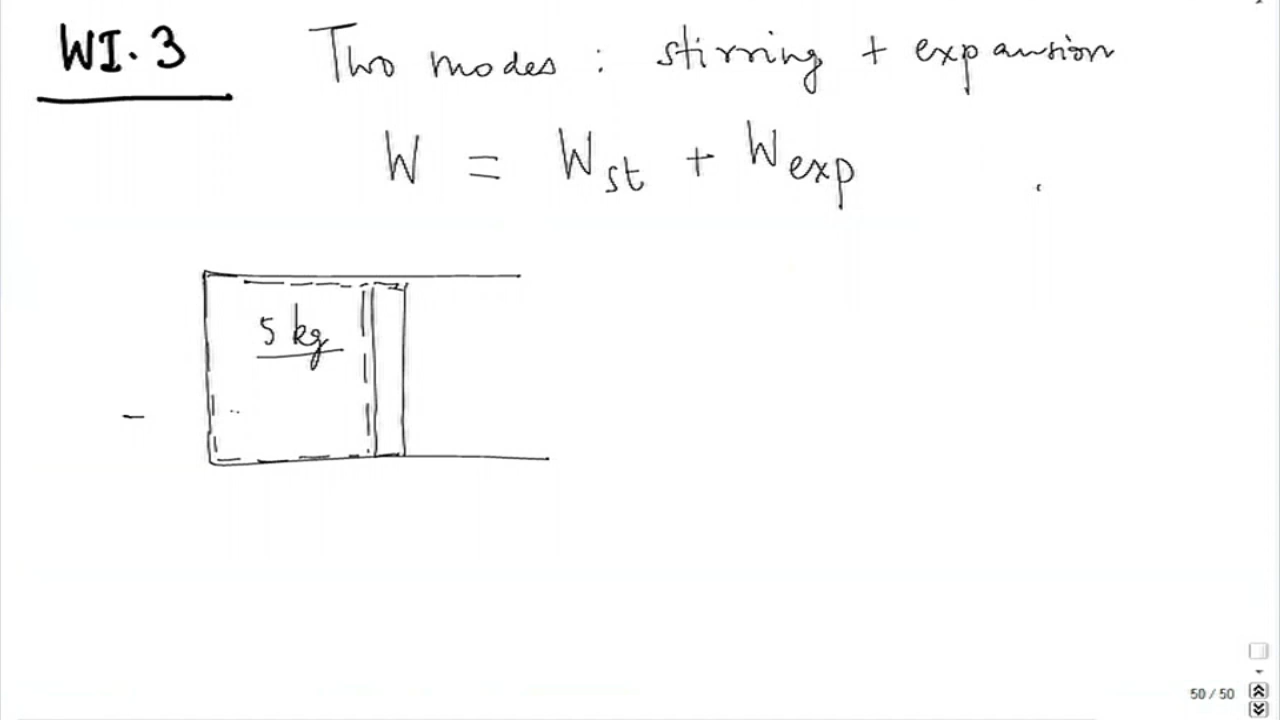 WI.3 Two modes : stirring + expansion
W = Wst + Wexp
5 kg
50 / 50